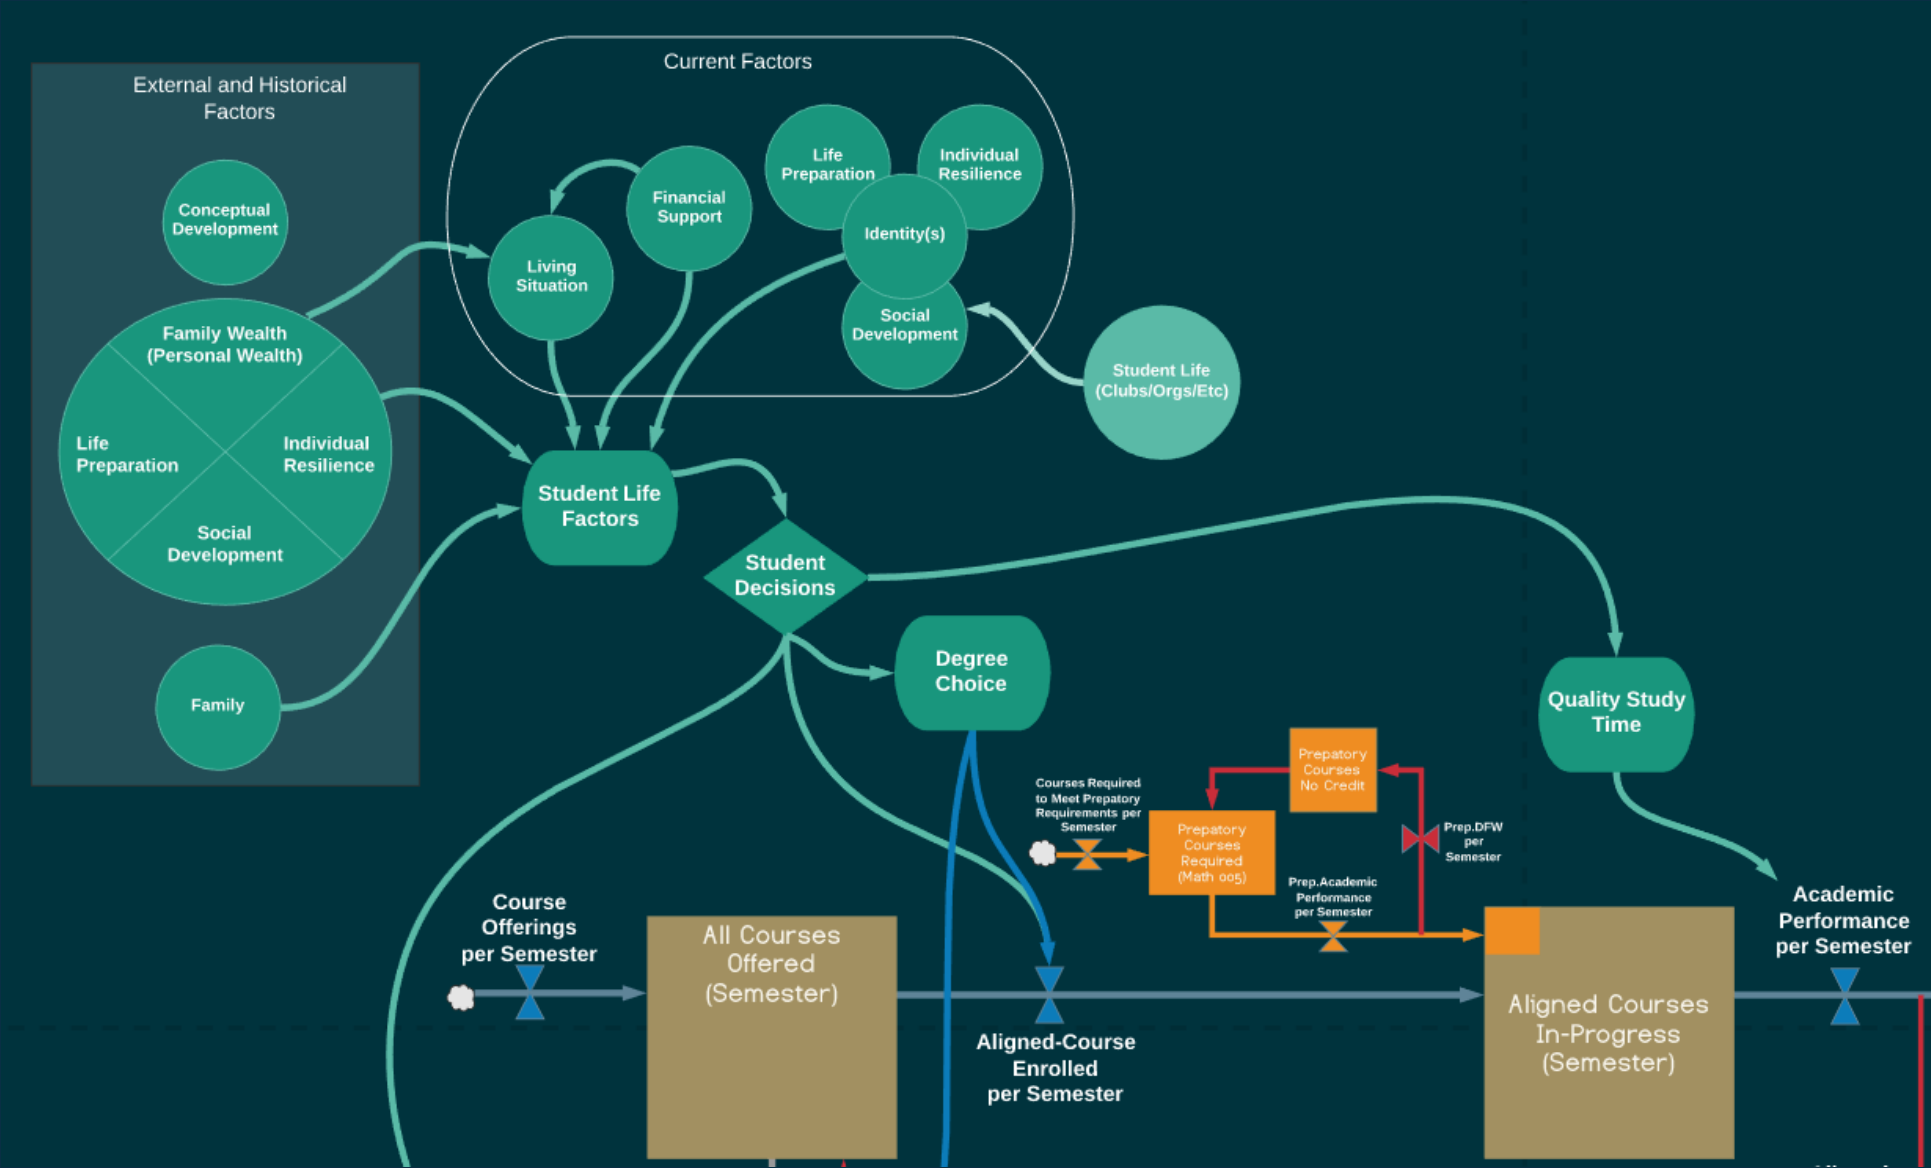 External and Historical
Factors
Conceptual
Development
Family Wealth
(Personal Wealth)
Life
Preparation
Individual
Resilience
Social
Development
Family
Current Factors
Living
Situation
Financial
Support
Life
Preparation
Individual
Resilience
Identity(s)
Social
Development
Student Life
(Clubs/Orgs/Etc)
Student Life
Factors
Student
Decisions
Degree
Choice
Quality Study
Time
Courses Required
to Meet Prepatory
Requirements per
Semester
Prepatory
Courses
No Credit
Prepatory
Courses
Required
(Math 005)
Prep.DFW
per
Semester
Prep.Academic
Performance
per Semester
Course
Offerings
per Semester
All Courses
Offered
(Semester)
Aligned-Course
Enrolled
per Semester
Aligned Courses
In-Progress
(Semester)
Academic
Performance
per Semester